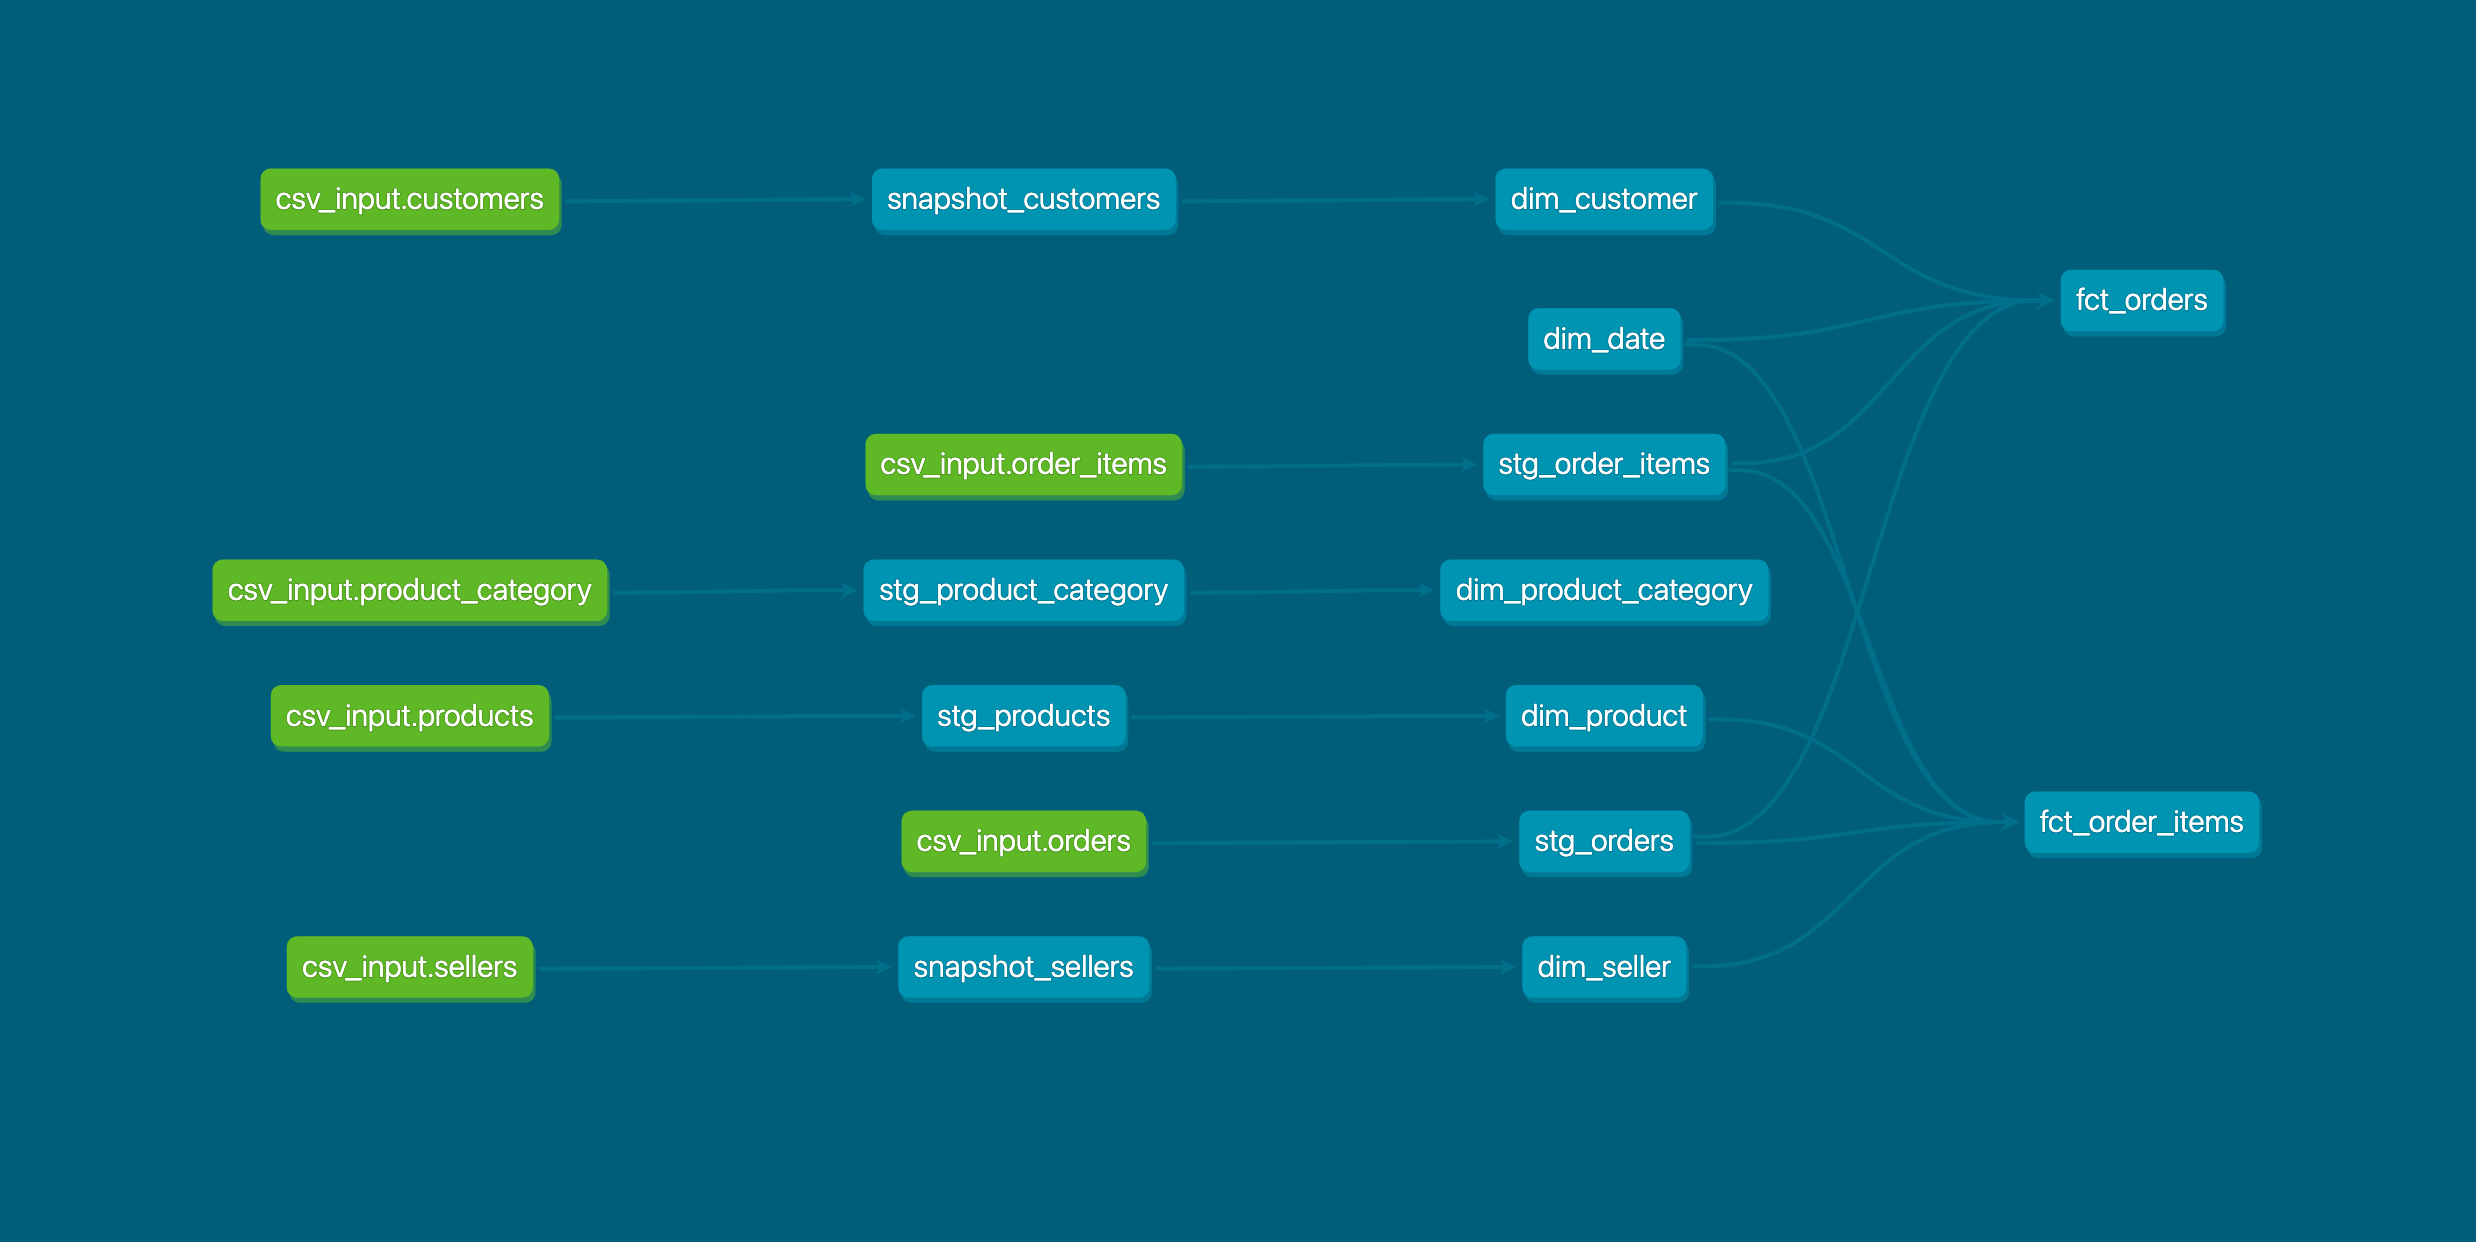 csv_input.customers
snapshot_customers
dim_customer
fct_orders
dim_date
csv_input.order_items
stg_order_items
csv_input.product_category
stg_product_category
dim_product_category
csv_input.products
stg_products
dim_product
fct_order_items
csv_input.orders
stg_orders
csv_input.sellers
snapshot_sellers
dim_seller